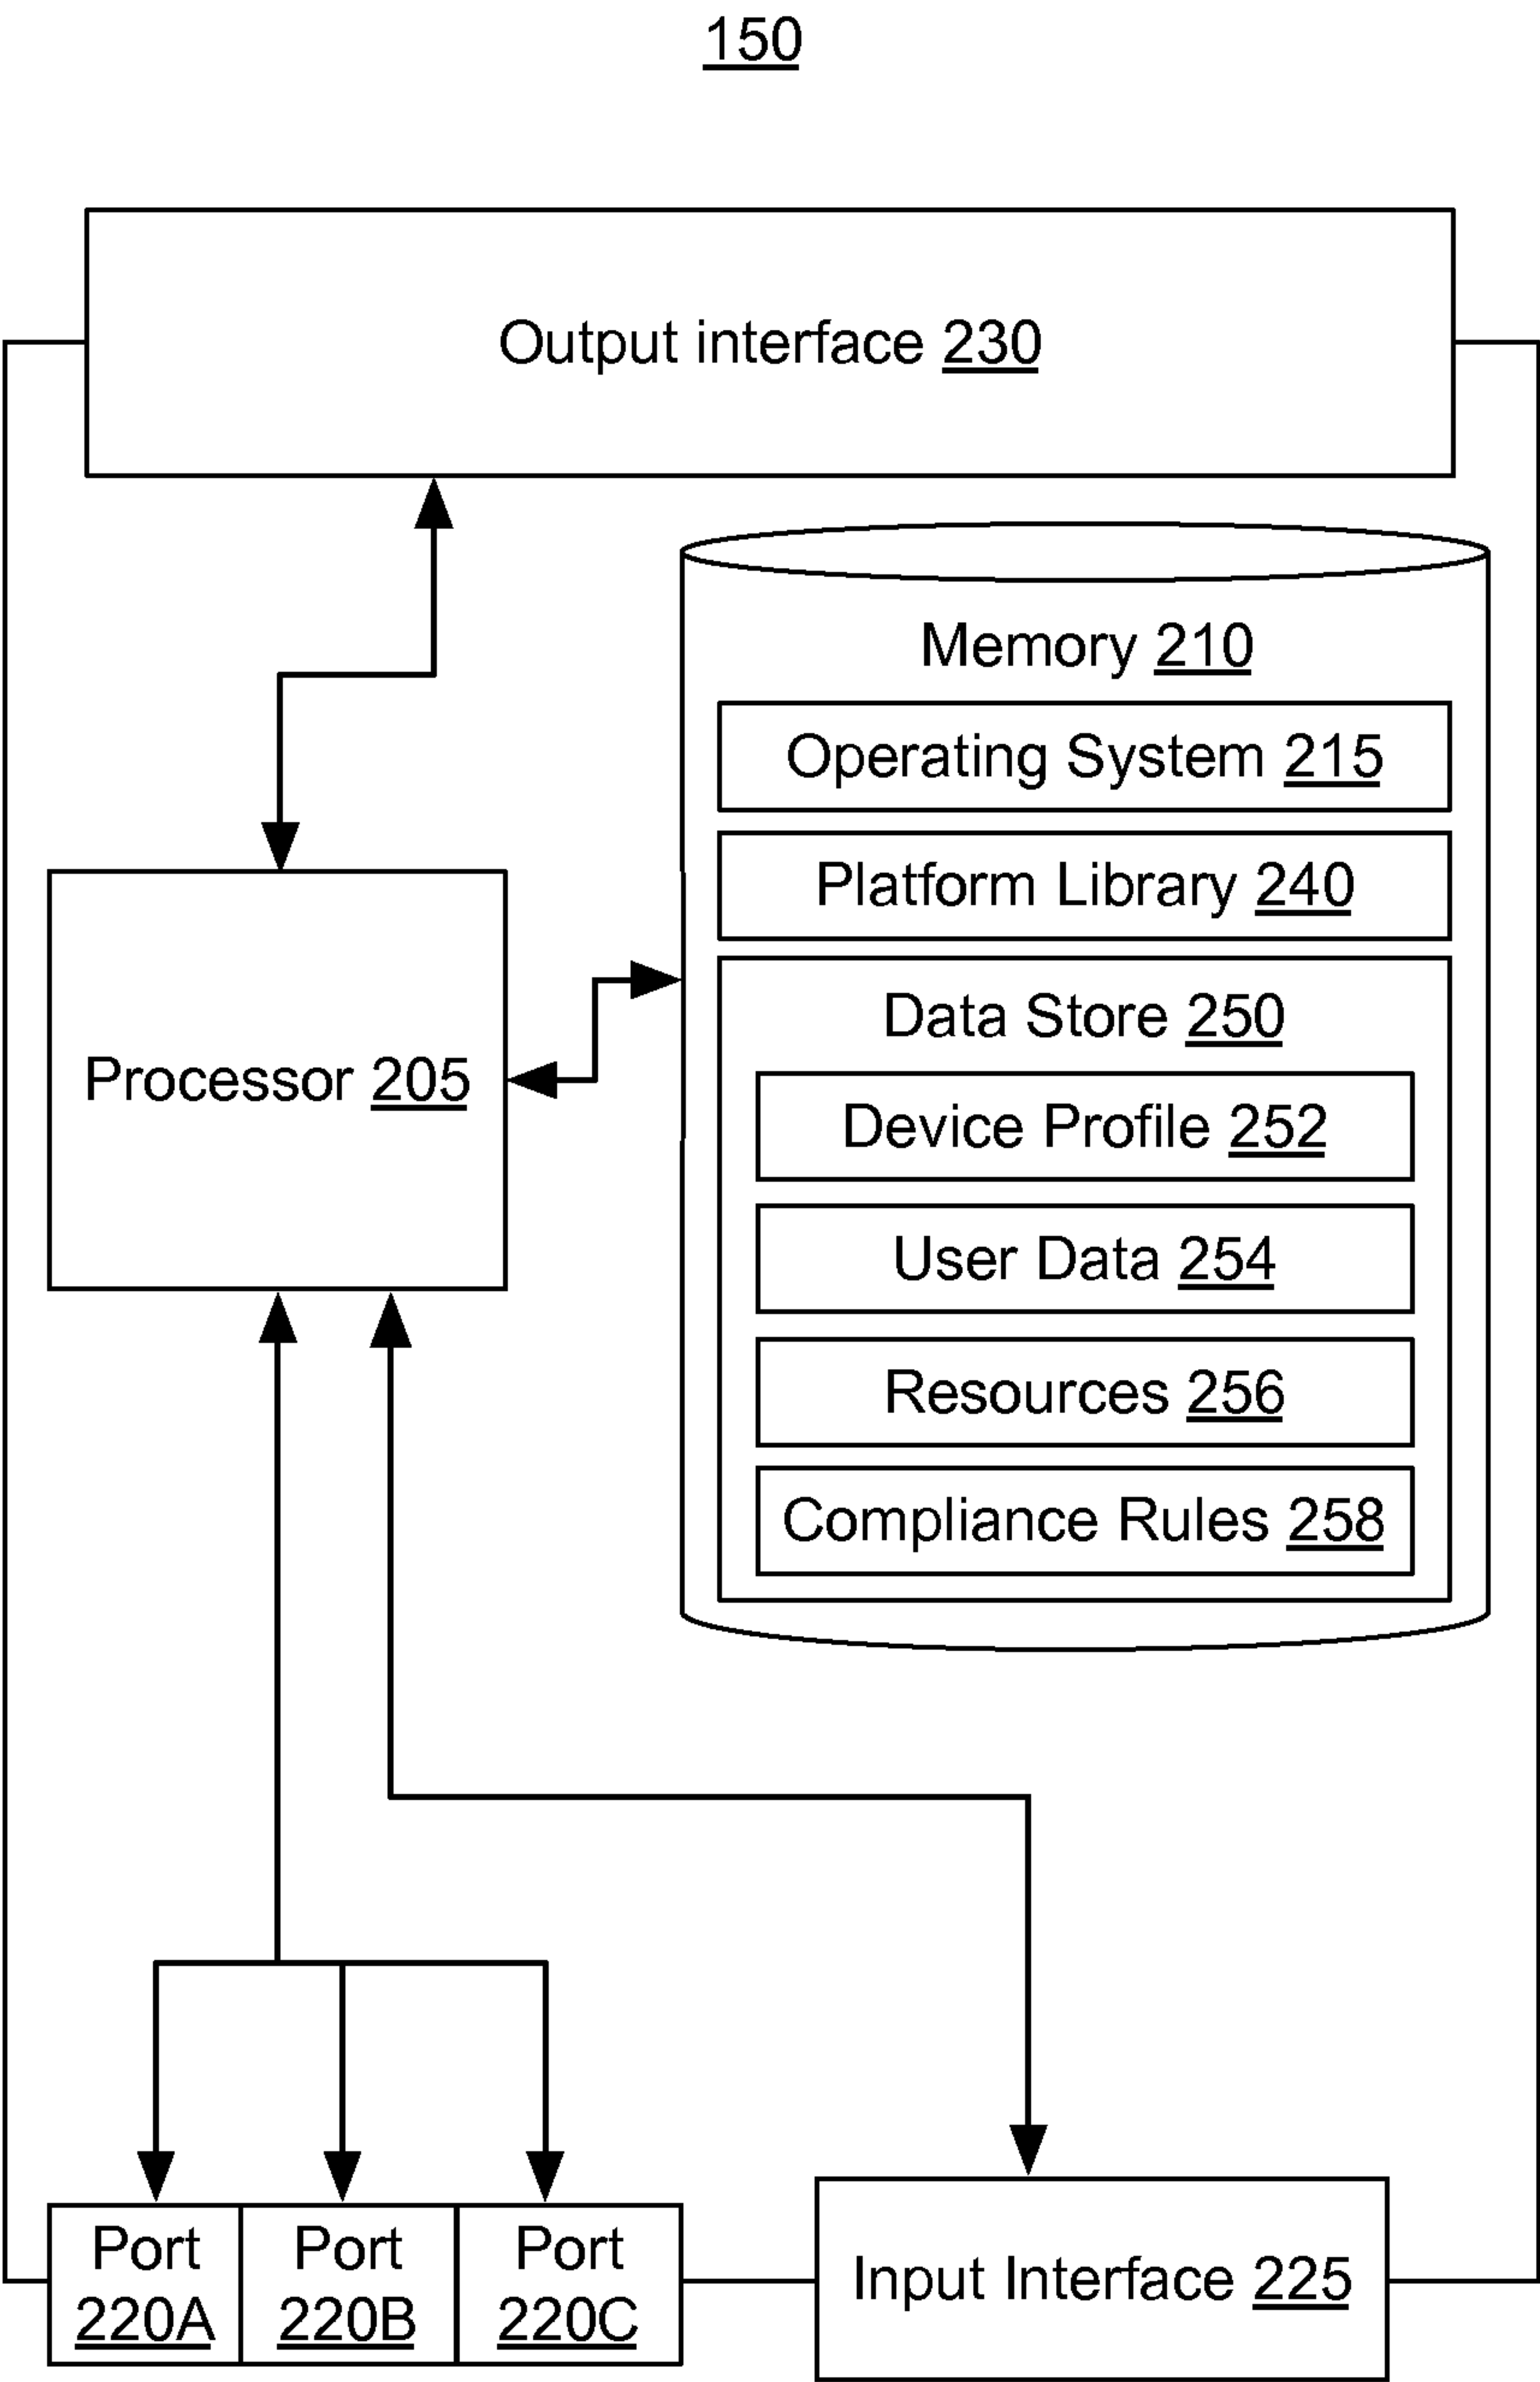 150
Output interface 230
Memory 210
Operating System 215
Platform Library 240
Data Store 250
Processor 205
Device Profile 252
User Data 254
Resources 256
Compliance Rules 258
Port
220A
Port
220B
Port
220C
Input Interface 225